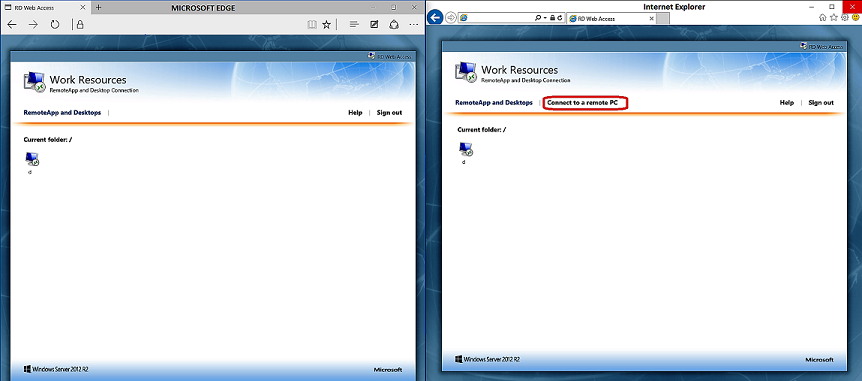 RD Web Access
MICROSOFT EDGE
RD Web Access
Work Resources
RemoteApp and Desktop Connection
RemoteApp and Desktops |
Help | Sign out
Current folder: /
d
Windows Server 2012 R2
Microsoft
Internet Explorer
RD Web Access
RD Web Access
Work Resources
RemoteApp and Desktop Connection
RemoteApp and Desktops | Connect to a remote PC
Help | Sign out
Current folder: /
d
Windows Server 2012 R2
Microsoft